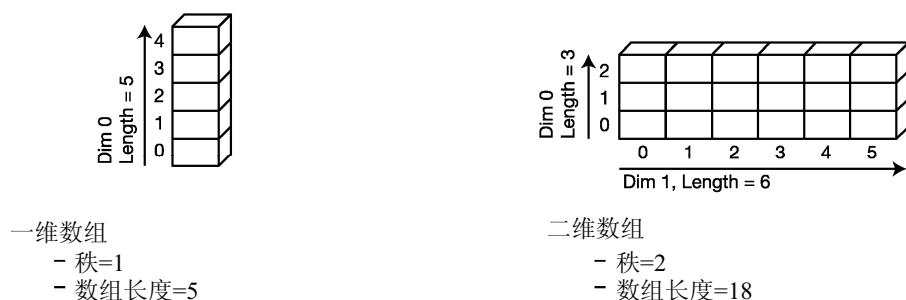 4
3
2
1
0
Dim 0
Length = 5
2
1
0
Dim 0
Length = 3
0 1 2 3 4 5
Dim 1, Length = 6
一维数组
- 秩=1
- 数组长度=5
二维数组
- 秩=2
- 数组长度=18